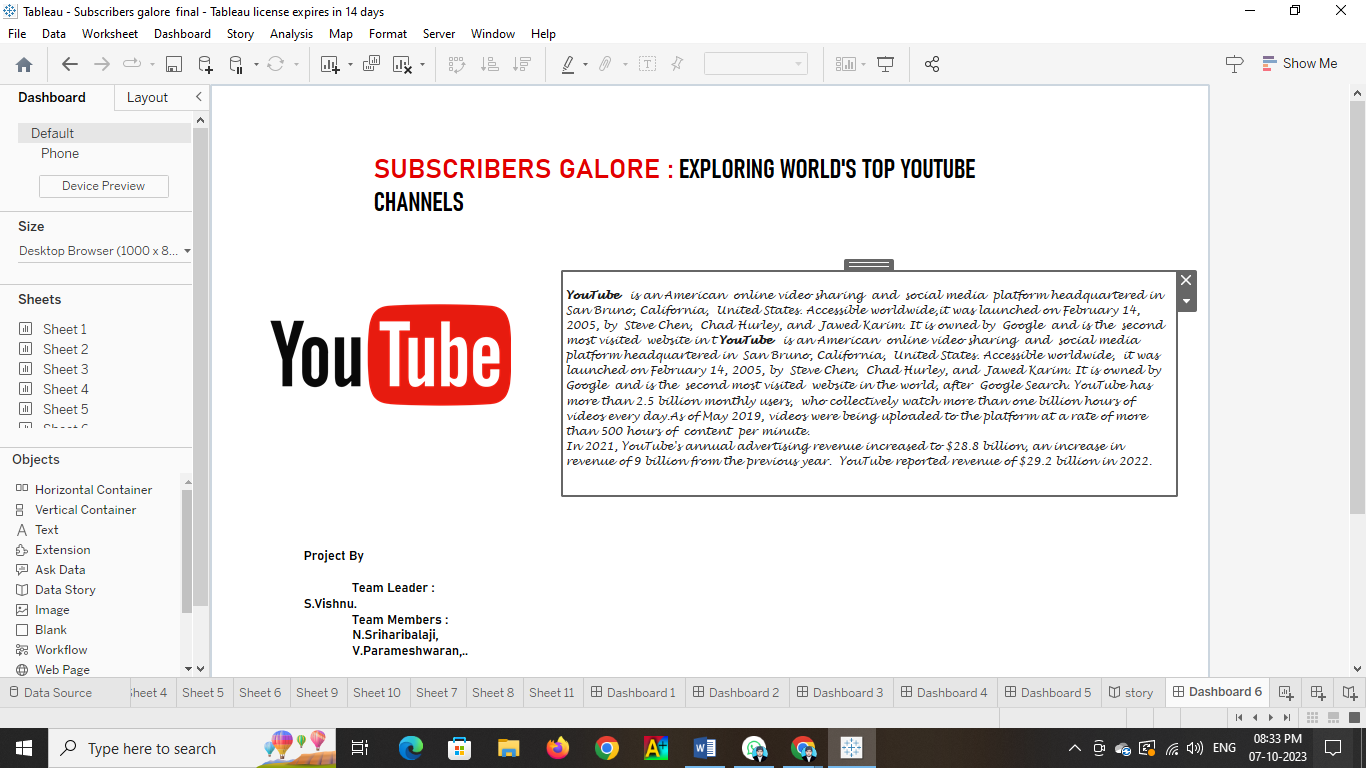 Tableau - Subscribers galore final - Tableau license expires in 14 days
File Data Worksheet Dashboard Story Analysis Map Format Server Window Help
Show Me
Dashboard Layout
Default
Phone
Device Preview
Size
Desktop Browser (1000 x 8...
Sheets
Sheet 1
Sheet 2
Sheet 3
Sheet 4
Sheet 5
Objects
Horizontal Container
Vertical Container
Text
Extension
Ask Data
Data Story
Image
Blank
Workflow
Web Page
SUBSCRIBERS GALORE : EXPLORING WORLD'S TOP YOUTUBE
CHANNELS
YouTube
YouTube is an American online video sharing and social media platform headquartered in
San Bruno, California, United States. Accessible worldwide,it was launched on February 14,
2005, by Steve Chen, Chad Hurley, and Jawed Karim. It is owned by Google and is the second
most visited website in t YouTube is an American online video sharing and social media
platform headquartered in San Bruno, California, United States. Accessible worldwide, it was
launched on February 14, 2005, by Steve Chen, Chad Hurley, and Jawed Karim. It is owned by
Google and is the second most visited website in the world, after Google Search. YouTube has
more than 2.5 billion monthly users, who collectively watch more than one billion hours of
videos every day.As of May 2019, videos were being uploaded to the platform at a rate of more
than 500 hours of content per minute.
In 2021, YouTube's annual advertising revenue increased to $28.8 billion, an increase in
revenue of 9 billion from the previous year. YouTube reported revenue of $29.2 billion in 2022.
Project By
Team Leader :
S.Vishnu.
Team Members :
N.Sriharibalaji,
V.Parameshwaran,..
Data Source Sheet 4 Sheet 5 Sheet 6 Sheet 9 Sheet 10 Sheet 7 Sheet 8 Sheet 11 Dashboard 1 Dashboard 2 Dashboard 3 Dashboard 4 Dashboard 5 story Dashboard 6
Type here to search
ENG
08:33 PM
07-10-2023